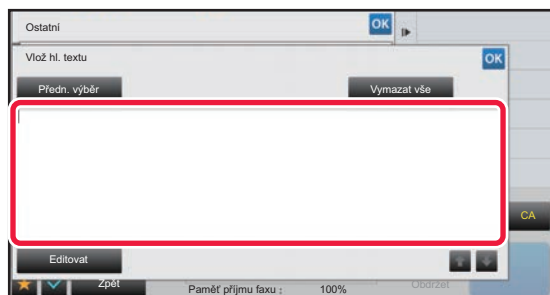 Ostatní
OK
Vlož hl. textu
OK
Předn. výběr
Vymazat vše
CA
Editovat
Zpět
Paměť příjmu faxu :
100%
Obdržet